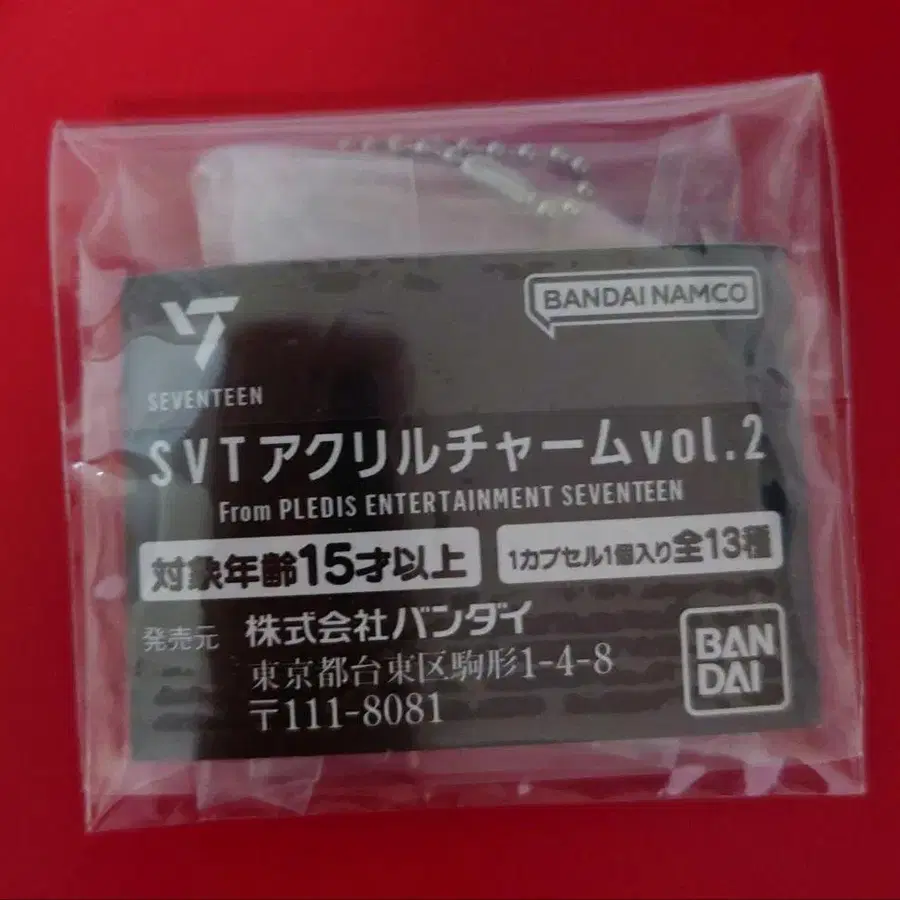 BANDAI NAMCO
SEVENTEEN
SVTアクリルチャームvol.2
From PLEDIS ENTERTAINMENT SEVENTEEN
対象年齢15才以上
1カプセル1個入り全13種
発売元 株式会社バンダイ
東京都台東区駒形1-4-8
〒111-8081
BAN
DAI